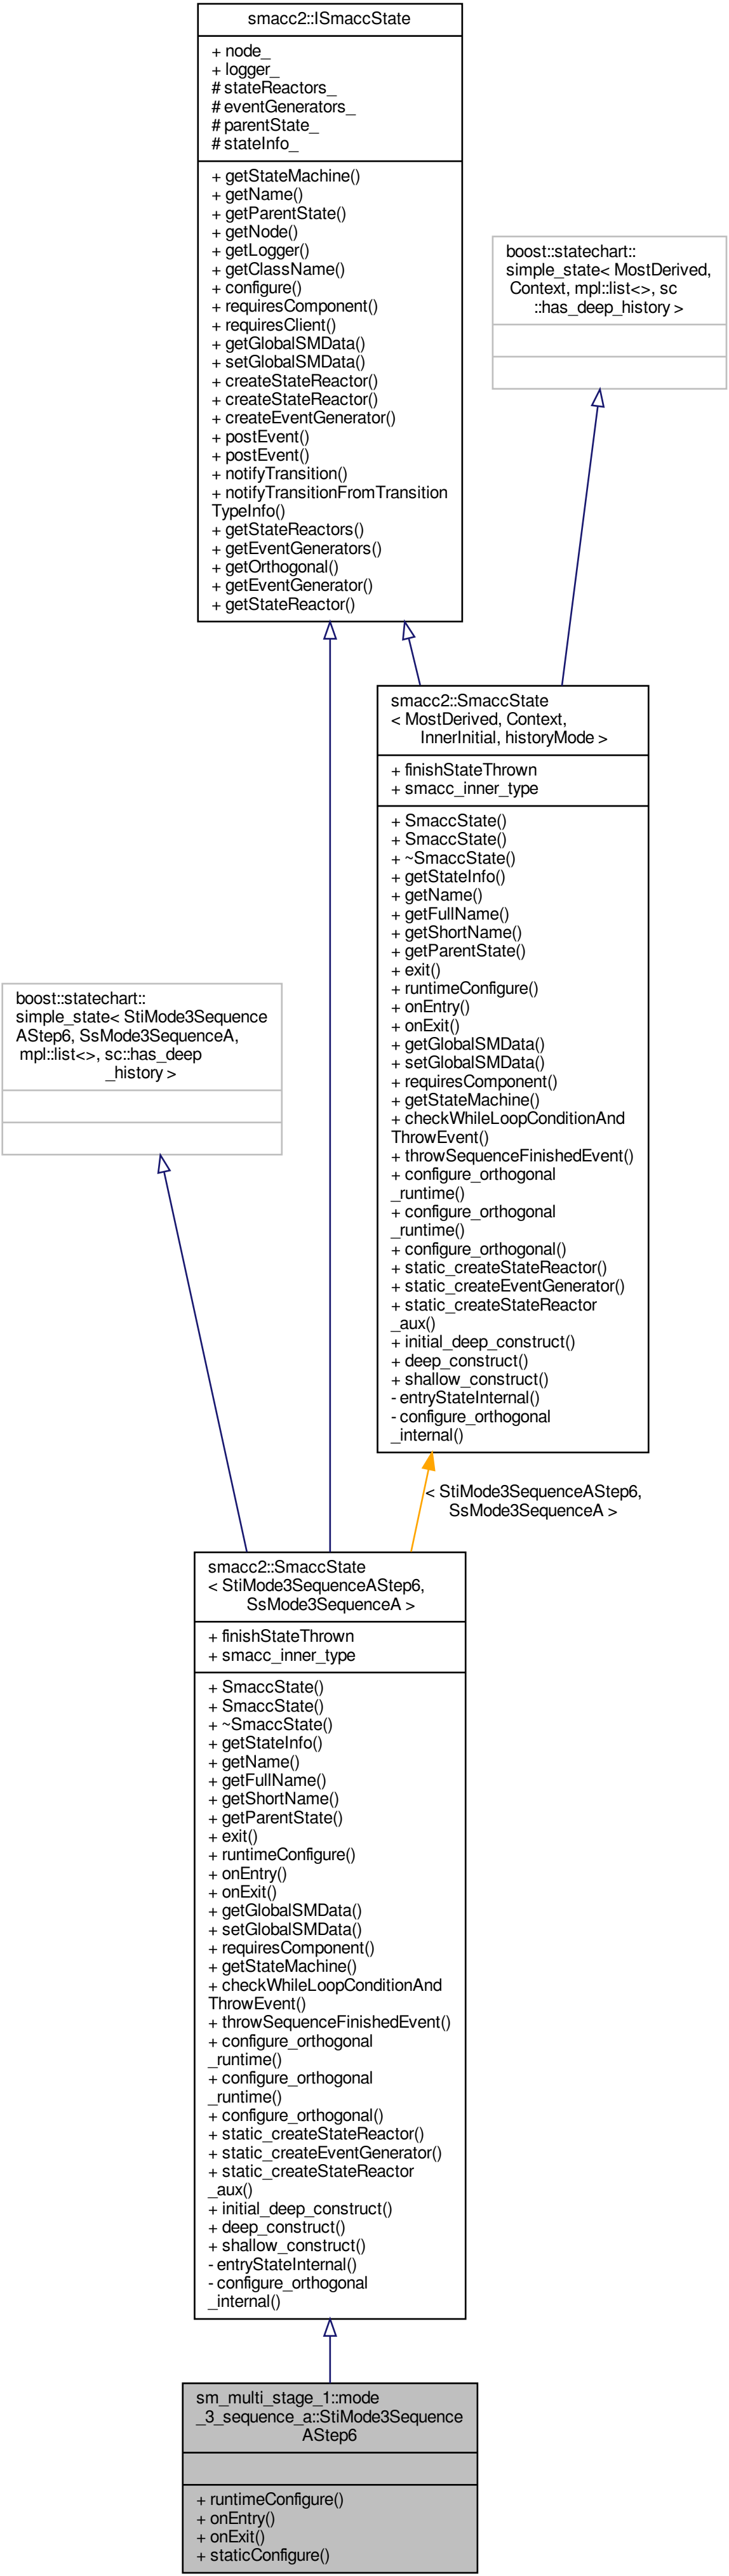 smacc2::ISmaccState
+ node_
+ logger_
# stateReactors_
# eventGenerators_
# parentState_
# stateInfo_
+ getStateMachine()
+ getName()
+ getParentState()
+ getNode()
+ getLogger()
+ getClassName()
+ configure()
+ requiresComponent()
+ requiresClient()
+ getGlobalSMData()
+ setGlobalSMData()
+ createStateReactor()
+ createStateReactor()
+ createEventGenerator()
+ postEvent()
+ postEvent()
+ notifyTransition()
+ notifyTransitionFromTransition
TypeInfo()
+ getStateReactors()
+ getEventGenerators()
+ getOrthogonal()
+ getEventGenerator()
+ getStateReactor()
boost::statechart::
simple_state< MostDerived,
Context, mpl::list<>, sc
::has_deep_history >
smacc2::SmaccState
< MostDerived, Context,
InnerInitial, historyMode >
+ finishStateThrown
+ smacc_inner_type
+ SmaccState()
+ SmaccState()
+ ~SmaccState()
+ getStateInfo()
+ getName()
+ getFullName()
+ getShortName()
+ getParentState()
+ exit()
+ runtimeConfigure()
+ onEntry()
+ onExit()
+ getGlobalSMData()
+ setGlobalSMData()
+ requiresComponent()
+ getStateMachine()
+ checkWhileLoopConditionAnd
ThrowEvent()
+ throwSequenceFinishedEvent()
+ configure_orthogonal
_runtime()
+ configure_orthogonal
_runtime()
+ configure_orthogonal()
+ static_createStateReactor()
+ static_createEventGenerator()
+ static_createStateReactor
_aux()
+ initial_deep_construct()
+ deep_construct()
+ shallow_construct()
- entryStateInternal()
- configure_orthogonal
_internal()
boost::statechart::
simple_state< StiMode3Sequence
AStep6, SsMode3SequenceA,
mpl::list<>, sc::has_deep
_history >
< StiMode3SequenceAStep6,
SsMode3SequenceA >
smacc2::SmaccState
< StiMode3SequenceAStep6,
SsMode3SequenceA >
+ finishStateThrown
+ smacc_inner_type
+ SmaccState()
+ SmaccState()
+ ~SmaccState()
+ getStateInfo()
+ getName()
+ getFullName()
+ getShortName()
+ getParentState()
+ exit()
+ runtimeConfigure()
+ onEntry()
+ onExit()
+ getGlobalSMData()
+ setGlobalSMData()
+ requiresComponent()
+ getStateMachine()
+ checkWhileLoopConditionAnd
ThrowEvent()
+ throwSequenceFinishedEvent()
+ configure_orthogonal
_runtime()
+ configure_orthogonal
_runtime()
+ configure_orthogonal()
+ static_createStateReactor()
+ static_createEventGenerator()
+ static_createStateReactor
_aux()
+ initial_deep_construct()
+ deep_construct()
+ shallow_construct()
- entryStateInternal()
- configure_orthogonal
_internal()
sm_multi_stage_1::mode
_3_sequence_a::StiMode3Sequence
AStep6
+ runtimeConfigure()
+ onEntry()
+ onExit()
+ staticConfigure()